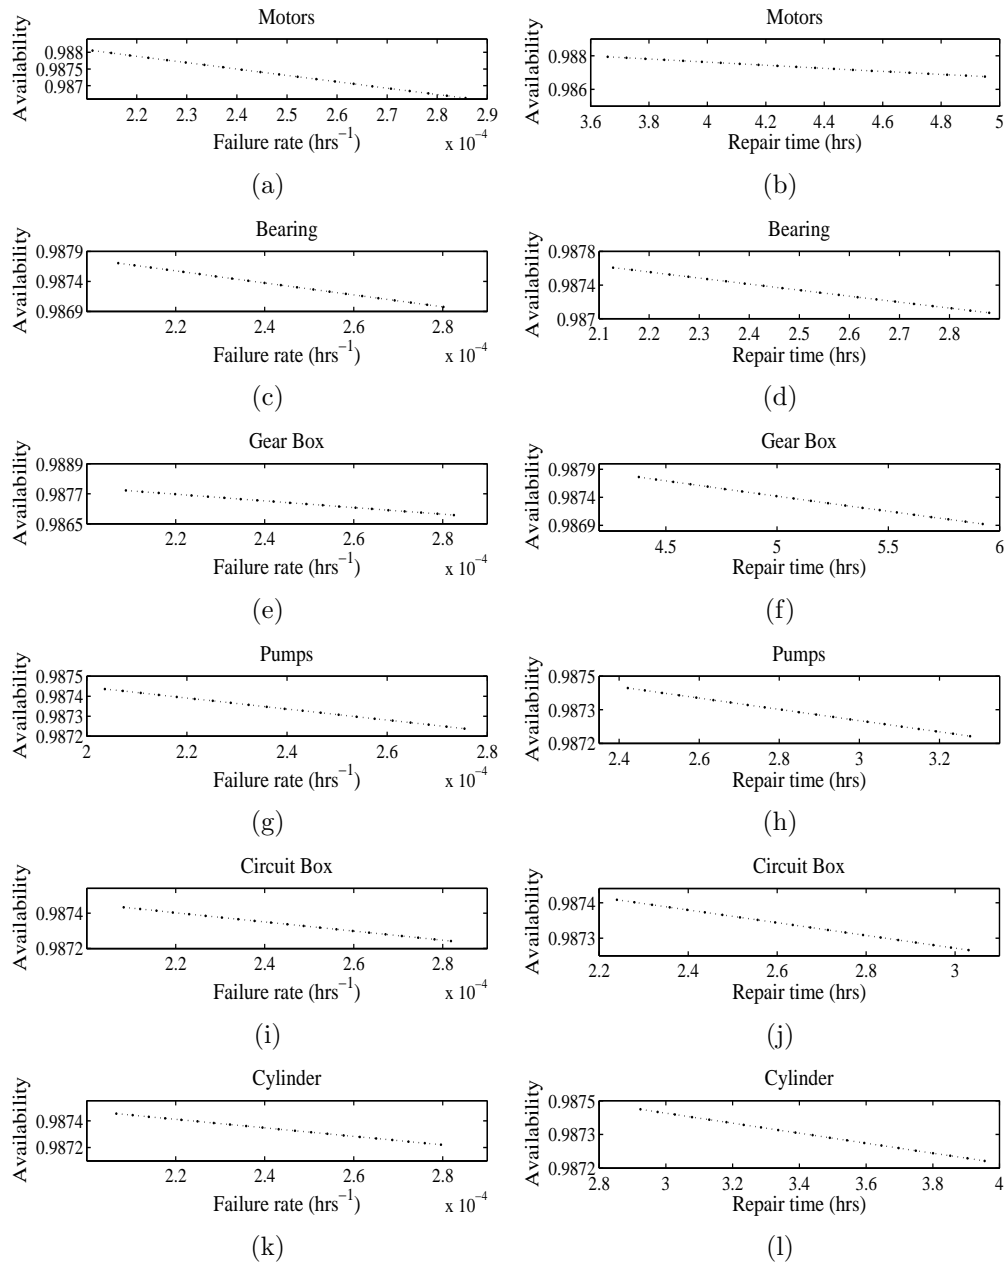 Motors
Availability
0.988
0.9875
0.987
2.2 2.3 2.4 2.5 2.6 2.7 2.8 2.9
Failure rate (hrs⁻¹) x 10⁻⁴
(a)
Motors
Availability
0.988
0.986
3.6 3.8 4 4.2 4.4 4.6 4.8 5
Repair time (hrs)
(b)
Bearing
Availability
0.9879
0.9874
0.9869
2.2 2.4 2.6 2.8
Failure rate (hrs⁻¹) x 10⁻⁴
(c)
Bearing
Availability
0.9878
0.9874
0.987
2.1 2.2 2.3 2.4 2.5 2.6 2.7 2.8
Repair time (hrs)
(d)
Gear Box
Availability
0.9889
0.9877
0.9865
2.2 2.4 2.6 2.8
Failure rate (hrs⁻¹) x 10⁻⁴
(e)
Gear Box
Availability
0.9879
0.9874
0.9869
4.5 5 5.5 6
Repair time (hrs)
(f)
Pumps
Availability
0.9875
0.9874
0.9873
0.9872
2 2.2 2.4 2.6 2.8
Failure rate (hrs⁻¹) x 10⁻⁴
(g)
Pumps
Availability
0.9875
0.9873
0.9872
2.4 2.6 2.8 3 3.2
Repair time (hrs)
(h)
Circuit Box
Availability
0.9874
0.9872
2.2 2.4 2.6 2.8
Failure rate (hrs⁻¹) x 10⁻⁴
(i)
Circuit Box
Availability
0.9874
0.9873
2.2 2.4 2.6 2.8 3
Repair time (hrs)
(j)
Cylinder
Availability
0.9874
0.9872
2.2 2.4 2.6 2.8
Failure rate (hrs⁻¹) x 10⁻⁴
(k)
Cylinder
Availability
0.9875
0.9873
0.9872
2.8 3 3.2 3.4 3.6 3.8 4
Repair time (hrs)
(l)